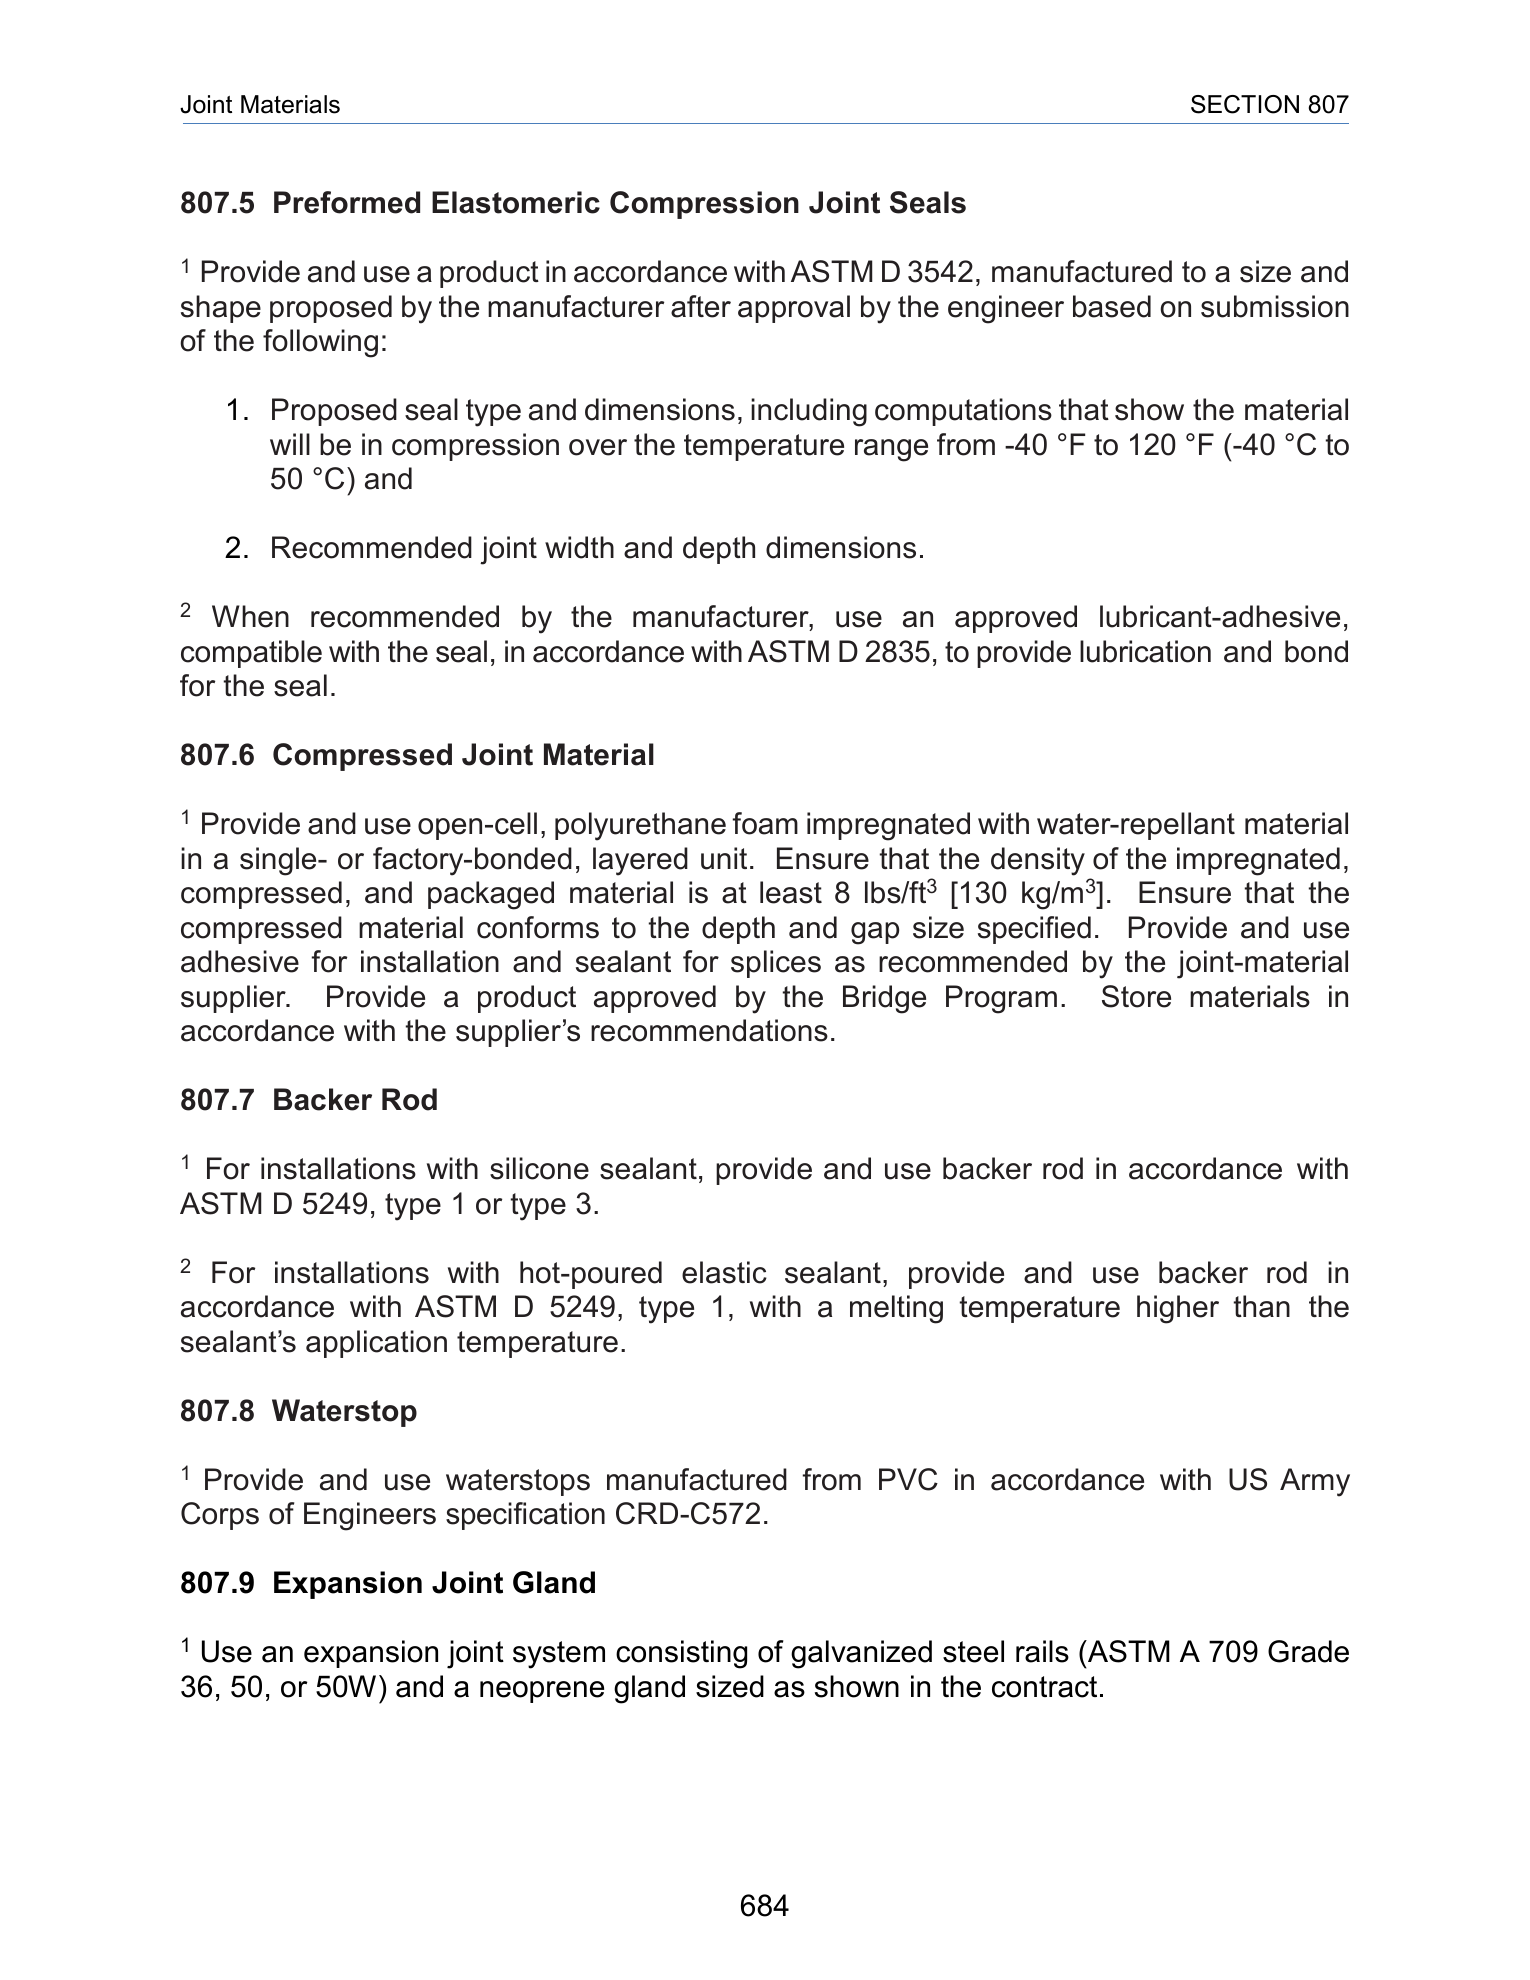 Joint Materials SECTION 807
807.5 Preformed Elastomeric Compression Joint Seals
1 Provide and use a product in accordance with ASTM D 3542, manufactured to a size and
shape proposed by the manufacturer after approval by the engineer based on submission
of the following:
1. Proposed seal type and dimensions, including computations that show the material
will be in compression over the temperature range from -40 °F to 120 °F (-40 °C to
50 °C) and
2. Recommended joint width and depth dimensions.
2 When recommended by the manufacturer, use an approved lubricant-adhesive,
compatible with the seal, in accordance with ASTM D 2835, to provide lubrication and bond
for the seal.
807.6 Compressed Joint Material
1 Provide and use open-cell, polyurethane foam impregnated with water-repellant material
in a single- or factory-bonded, layered unit. Ensure that the density of the impregnated,
compressed, and packaged material is at least 8 lbs/ft³ [130 kg/m³]. Ensure that the
compressed material conforms to the depth and gap size specified. Provide and use
adhesive for installation and sealant for splices as recommended by the joint-material
supplier. Provide a product approved by the Bridge Program. Store materials in
accordance with the supplier’s recommendations.
807.7 Backer Rod
1 For installations with silicone sealant, provide and use backer rod in accordance with
ASTM D 5249, type 1 or type 3.
2 For installations with hot-poured elastic sealant, provide and use backer rod in
accordance with ASTM D 5249, type 1, with a melting temperature higher than the
sealant’s application temperature.
807.8 Waterstop
1 Provide and use waterstops manufactured from PVC in accordance with US Army
Corps of Engineers specification CRD-C572.
807.9 Expansion Joint Gland
1 Use an expansion joint system consisting of galvanized steel rails (ASTM A 709 Grade
36, 50, or 50W) and a neoprene gland sized as shown in the contract.
684